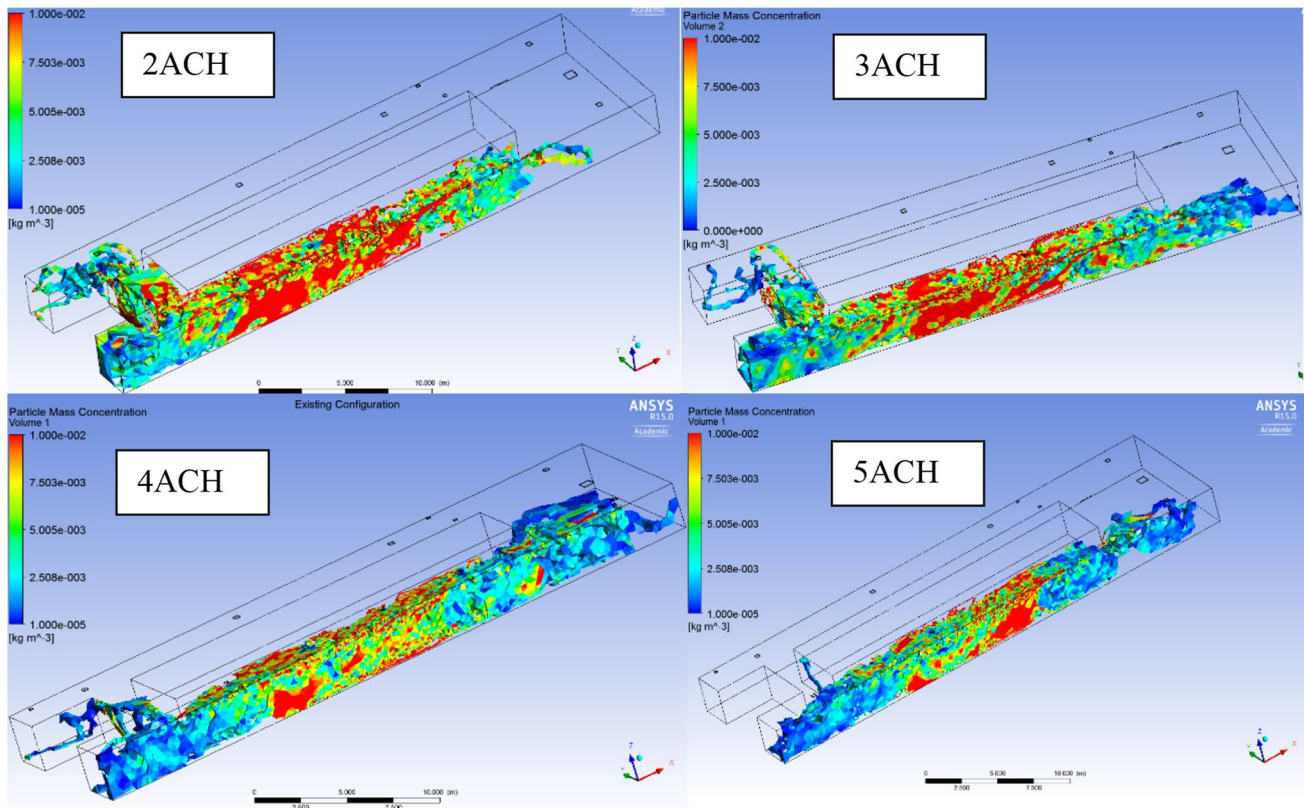 Academic
1.000e-002
7.503e-003
5.005e-003
2.508e-003
1.000e-005
[kg m^-3]
2ACH
Z
Y
X
0
5.000
10.000 (m)
Particle Mass Concentration
Volume 2
1.000e-002
7.500e-003
5.000e-003
2.500e-003
0.000e+000
[kg m^-3]
3ACH
0
5.000
10.000 (m)
Y
Existing Configuration
Particle Mass Concentration
Volume 1
1.000e-002
7.503e-003
5.005e-003
2.508e-003
1.000e-005
[kg m^-3]
4ACH
ANSYS
R15.0
Academic
Z
Y
X
0
5.000
10.000 (m)
2.500
7.500
Particle Mass Concentration
Volume 1
1.000e-002
7.503e-003
5.005e-003
2.508e-003
1.000e-005
[kg m^-3]
5ACH
ANSYS
R15.0
Academic
Z
Y
X
0
5.000
10.000 (m)
2.500
7.500